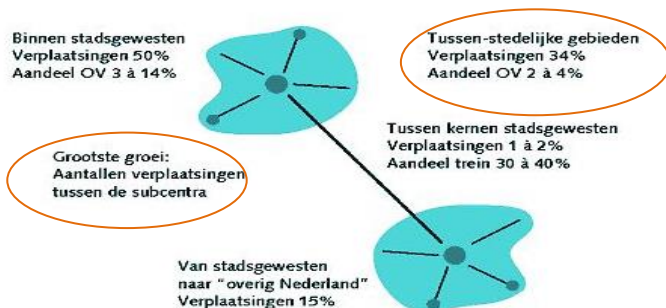 Binnen stadsgewesten
Verplaatsingen 50%
Aandeel OV 3 à 14%
Tussen-stedelijke gebieden
Verplaatsingen 34%
Aandeel OV 2 à 4%
Tussen kernen stadsgewesten
Verplaatsingen 1 à 2%
Aandeel trein 30 à 40%
Grootste groei:
Aantallen verplaatsingen
tussen de subcentra
Van stadsgewesten
naar "overig Nederland"
Verplaatsingen 15%